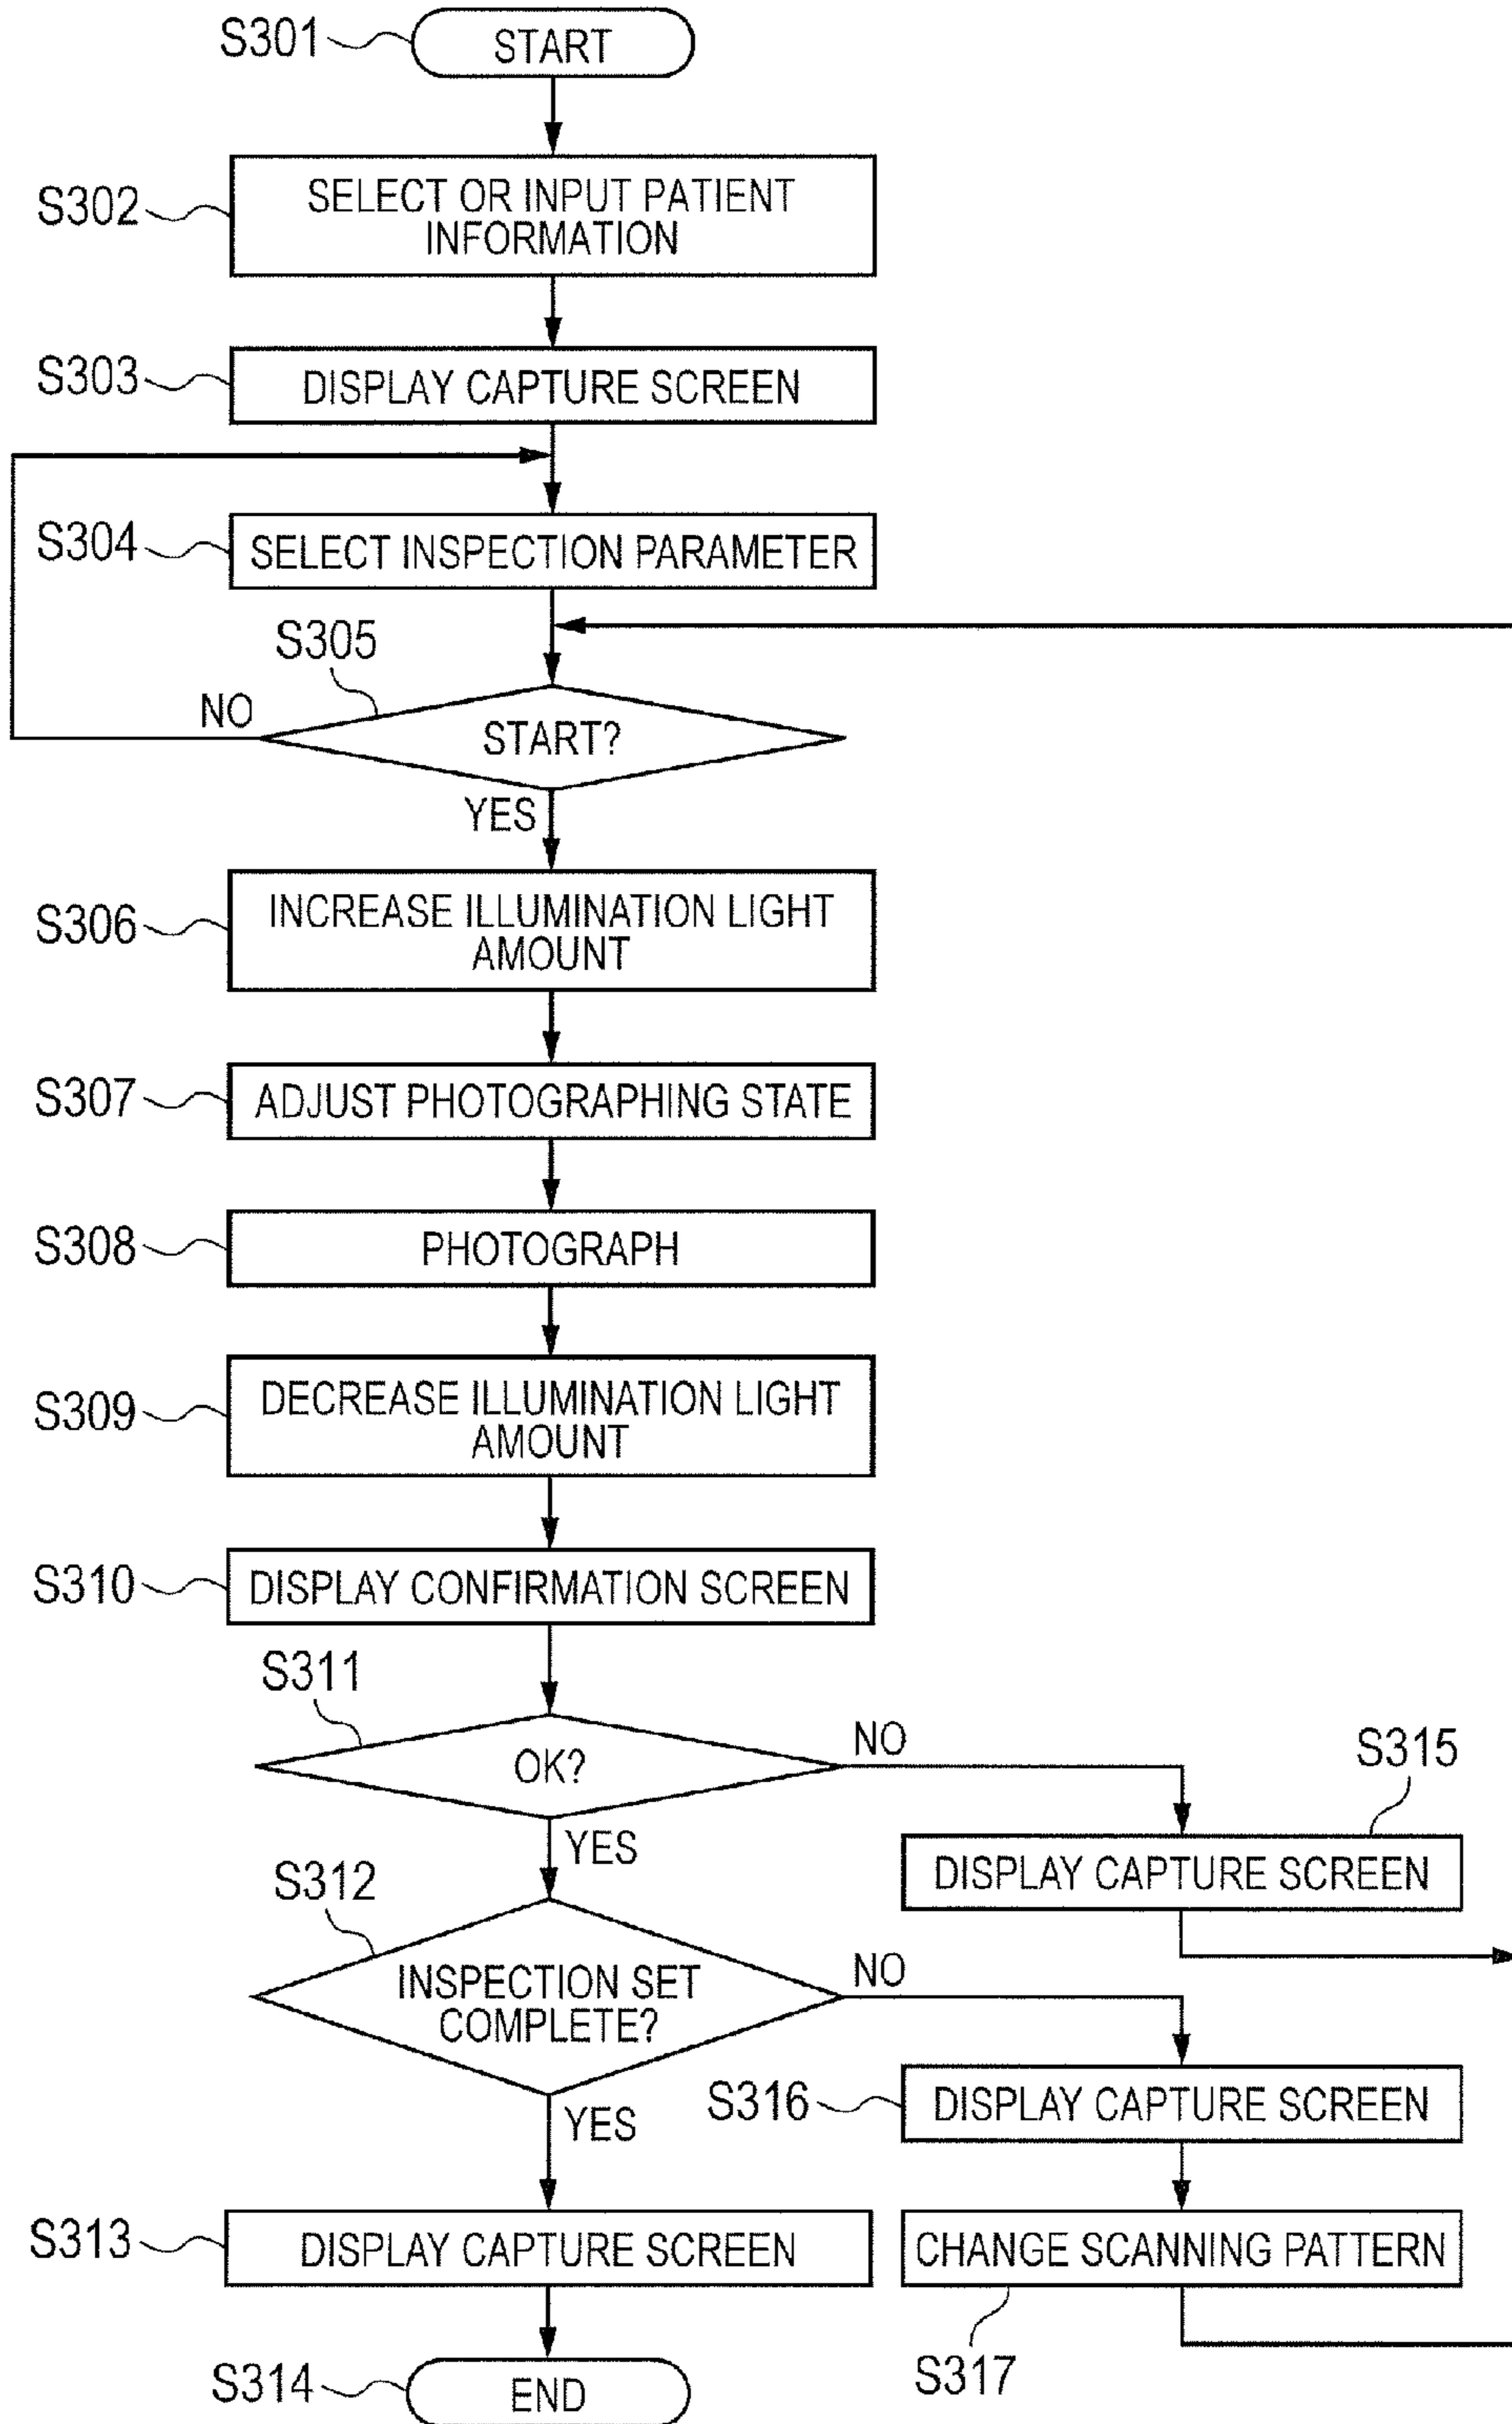 S301
START
S302
SELECT OR INPUT PATIENT
INFORMATION
S303
DISPLAY CAPTURE SCREEN
S304
SELECT INSPECTION PARAMETER
S305
NO
START?
YES
S306
INCREASE ILLUMINATION LIGHT
AMOUNT
S307
ADJUST PHOTOGRAPHING STATE
S308
PHOTOGRAPH
S309
DECREASE ILLUMINATION LIGHT
AMOUNT
S310
DISPLAY CONFIRMATION SCREEN
S311
OK?
NO
YES
S315
DISPLAY CAPTURE SCREEN
S312
INSPECTION SET
COMPLETE?
NO
YES
S316
DISPLAY CAPTURE SCREEN
S313
DISPLAY CAPTURE SCREEN
CHANGE SCANNING PATTERN
S317
S314
END